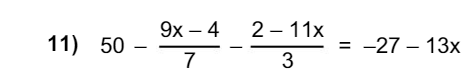 11) 50 – (9x – 4)/7 – (2 – 11x)/3 = –27 – 13x